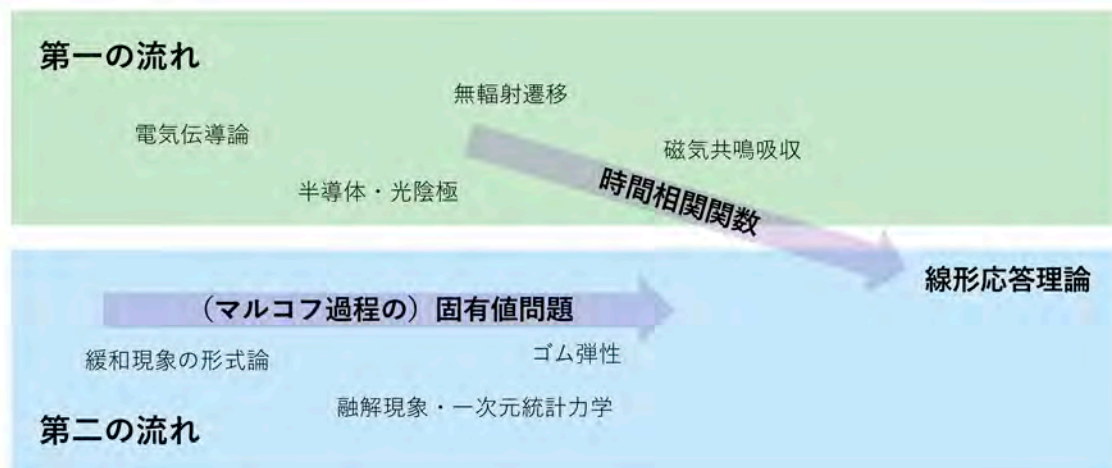 第一の流れ
無輻射遷移
電気伝導論
磁気共鳴吸収
半導体・光陰極
時間相関関数
線形応答理論
（マルコフ過程の）固有値問題
緩和現象の形式論
ゴム弾性
融解現象・一次元統計力学
第二の流れ